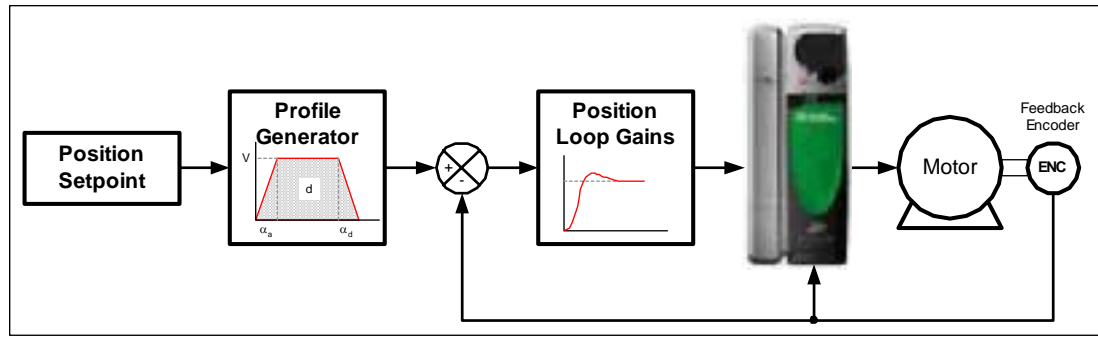 Position
Setpoint
Profile
Generator
V
d
αa
αd
+
-
Position
Loop Gains
Motor
Feedback
Encoder
ENC